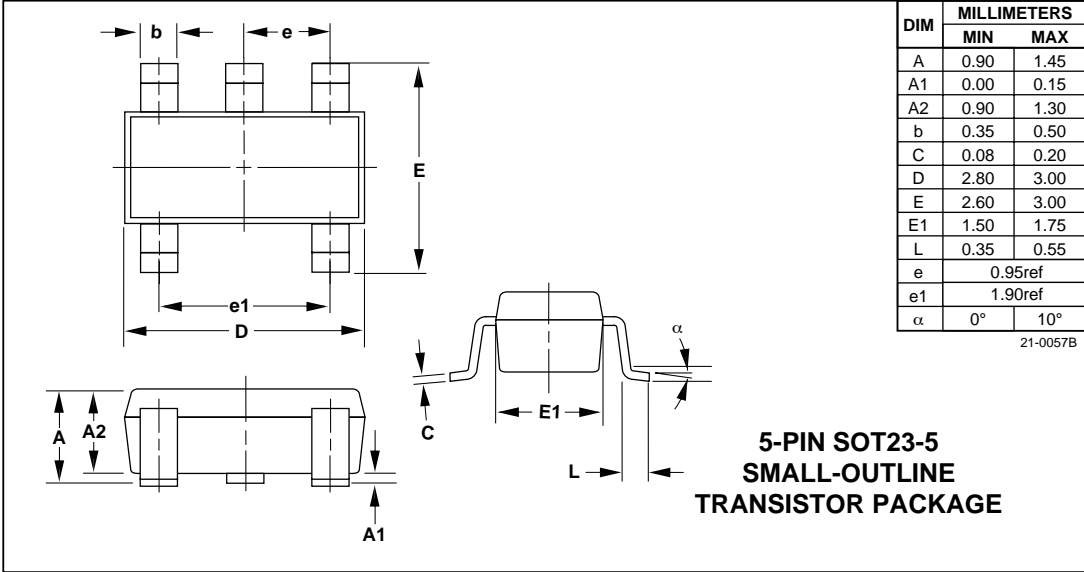 b
e
E
e1
D
A
A2
A1
C
E1
α
L
DIM MILLIMETERS
MIN MAX
A 0.90 1.45
A1 0.00 0.15
A2 0.90 1.30
b 0.35 0.50
C 0.08 0.20
D 2.80 3.00
E 2.60 3.00
E1 1.50 1.75
L 0.35 0.55
e 0.95ref
e1 1.90ref
α 0° 10°
21-0057B
5-PIN SOT23-5
SMALL-OUTLINE
TRANSISTOR PACKAGE